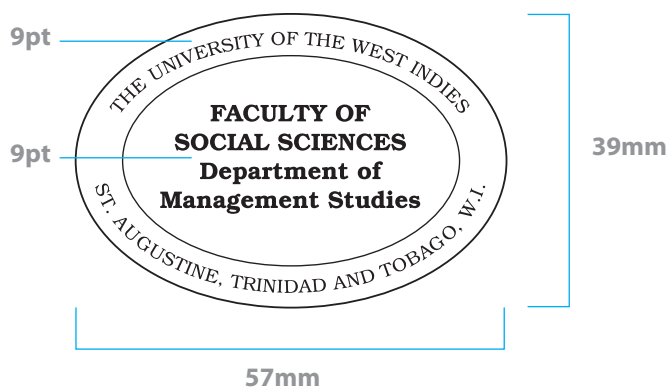 9pt
THE UNIVERSITY OF THE WEST INDIES
FACULTY OF
SOCIAL SCIENCES
9pt
Department of
Management Studies
ST. AUGUSTINE, TRINIDAD AND TOBAGO, W.I.
39mm
57mm